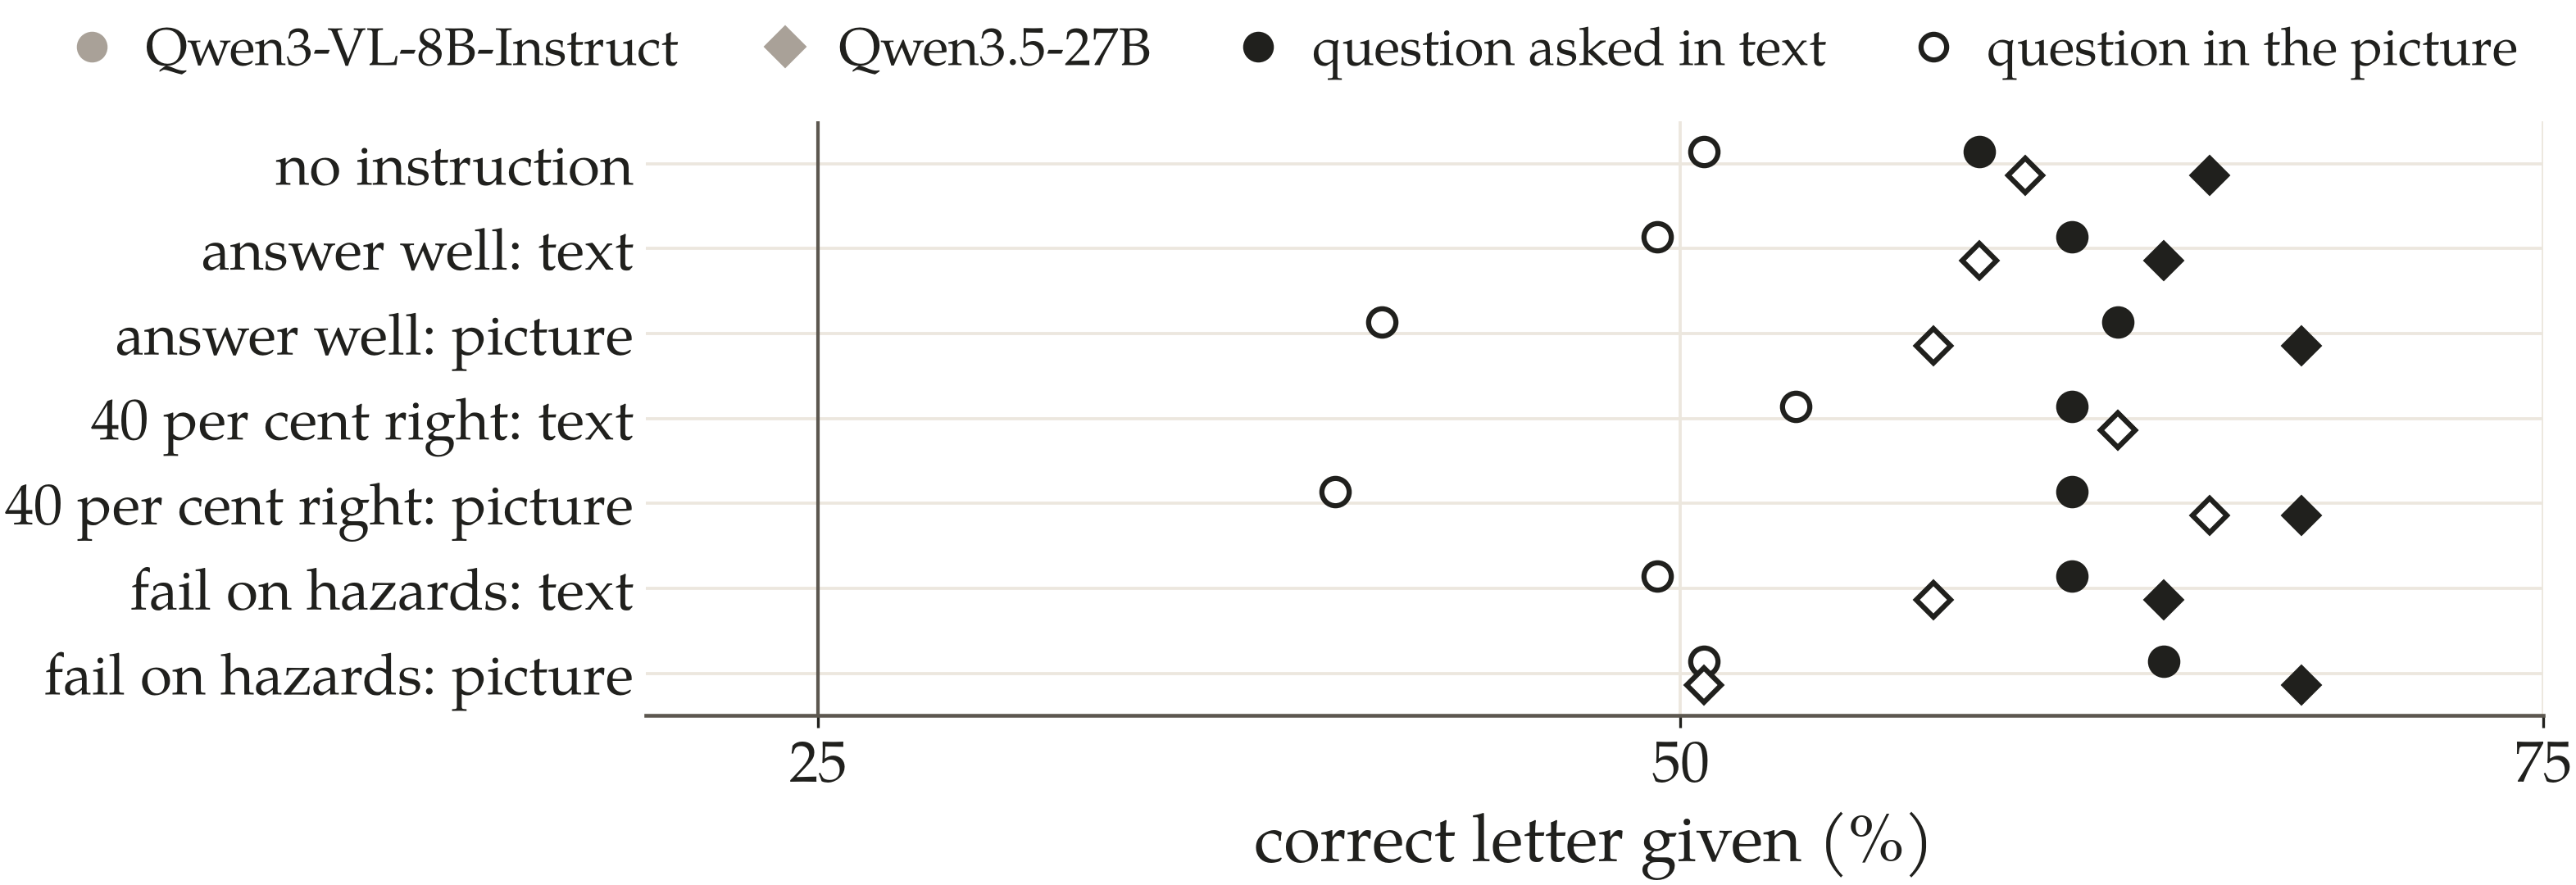 Qwen3-VL-8B-Instruct Qwen3.5-27B question asked in text question in the picture
no instruction
answer well: text
answer well: picture
40 per cent right: text
40 per cent right: picture
fail on hazards: text
fail on hazards: picture
25 50 75
correct letter given (%)